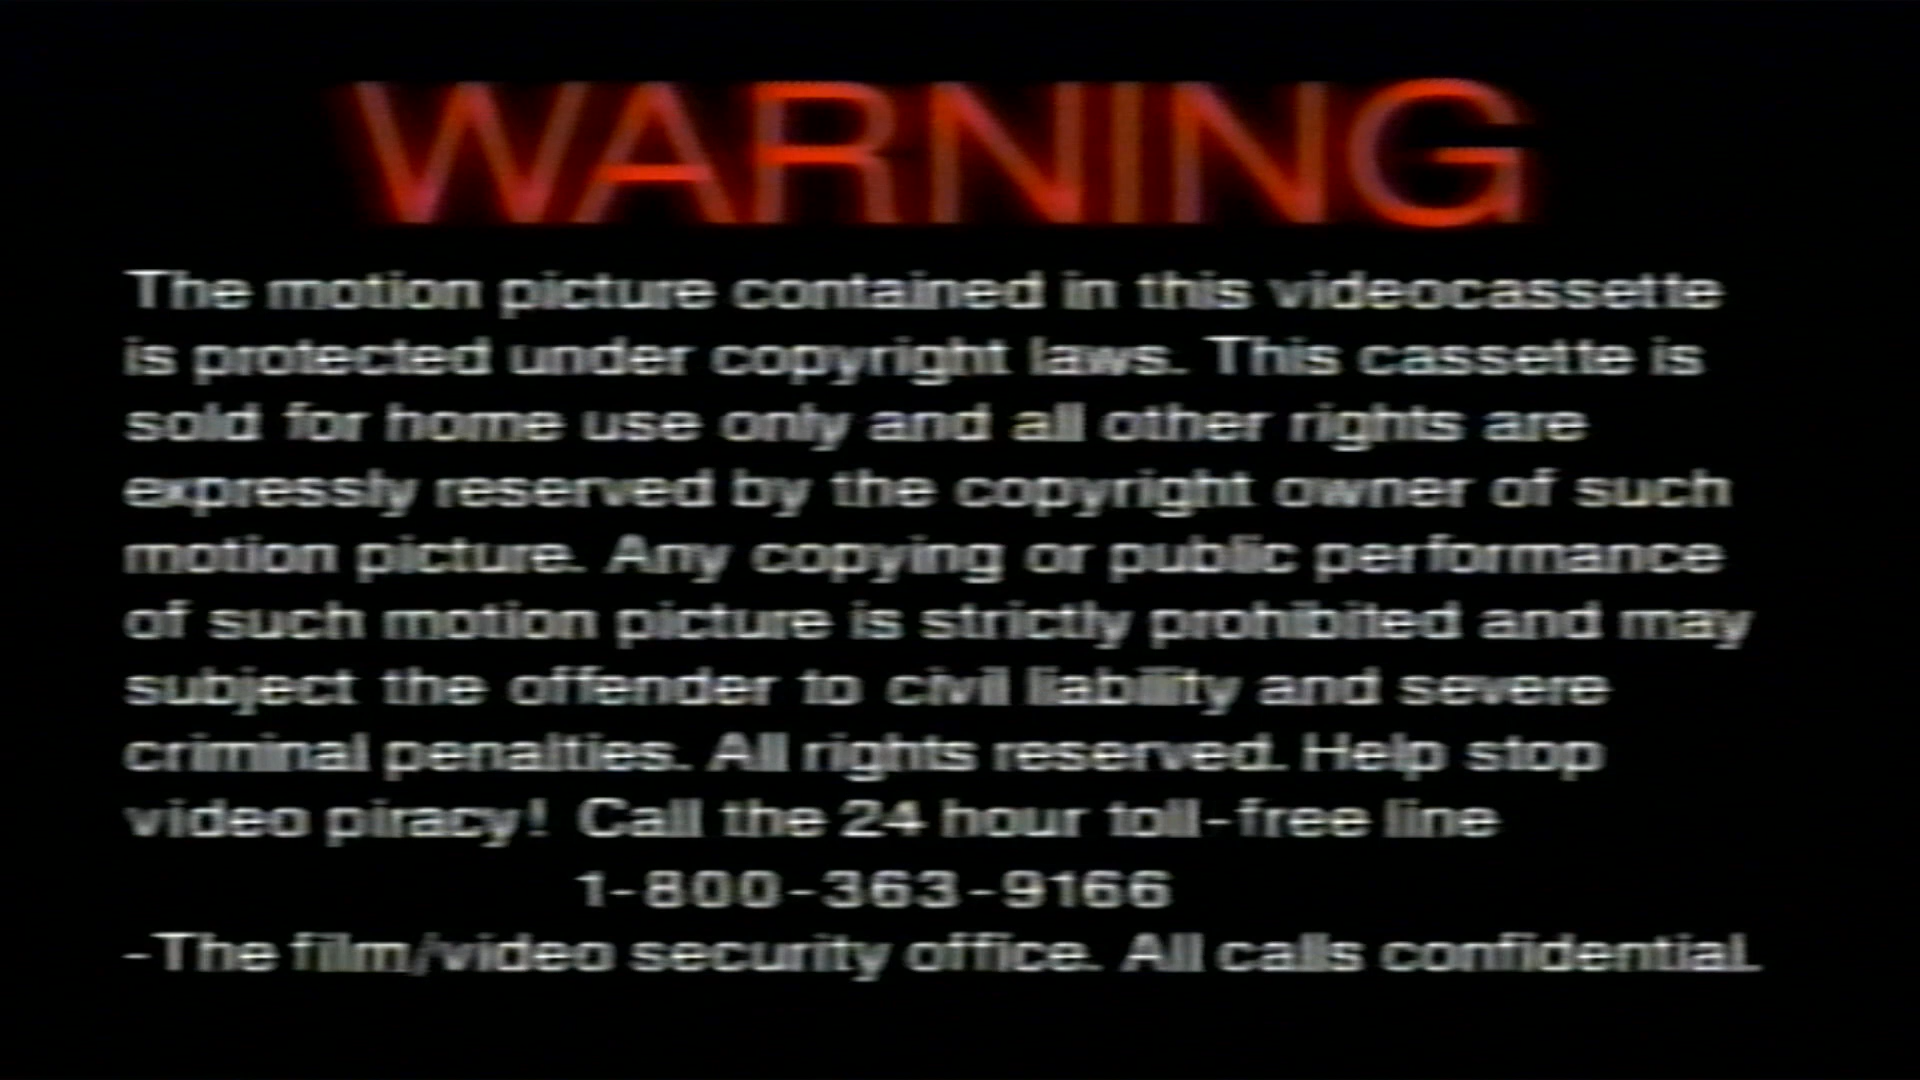 WARNING
The motion picture contained in this videocassette
is protected under copyright laws. This cassette is
sold for home use only and all other rights are
expressly reserved by the copyright owner of such
motion picture. Any copying or public performance
of such motion picture is strictly prohibited and may
subject the offender to civil liability and severe
criminal penalties. All rights reserved. Help stop
video piracy! Call the 24 hour toll-free line
1-800-363-9166
-The film/video security office. All calls confidential.